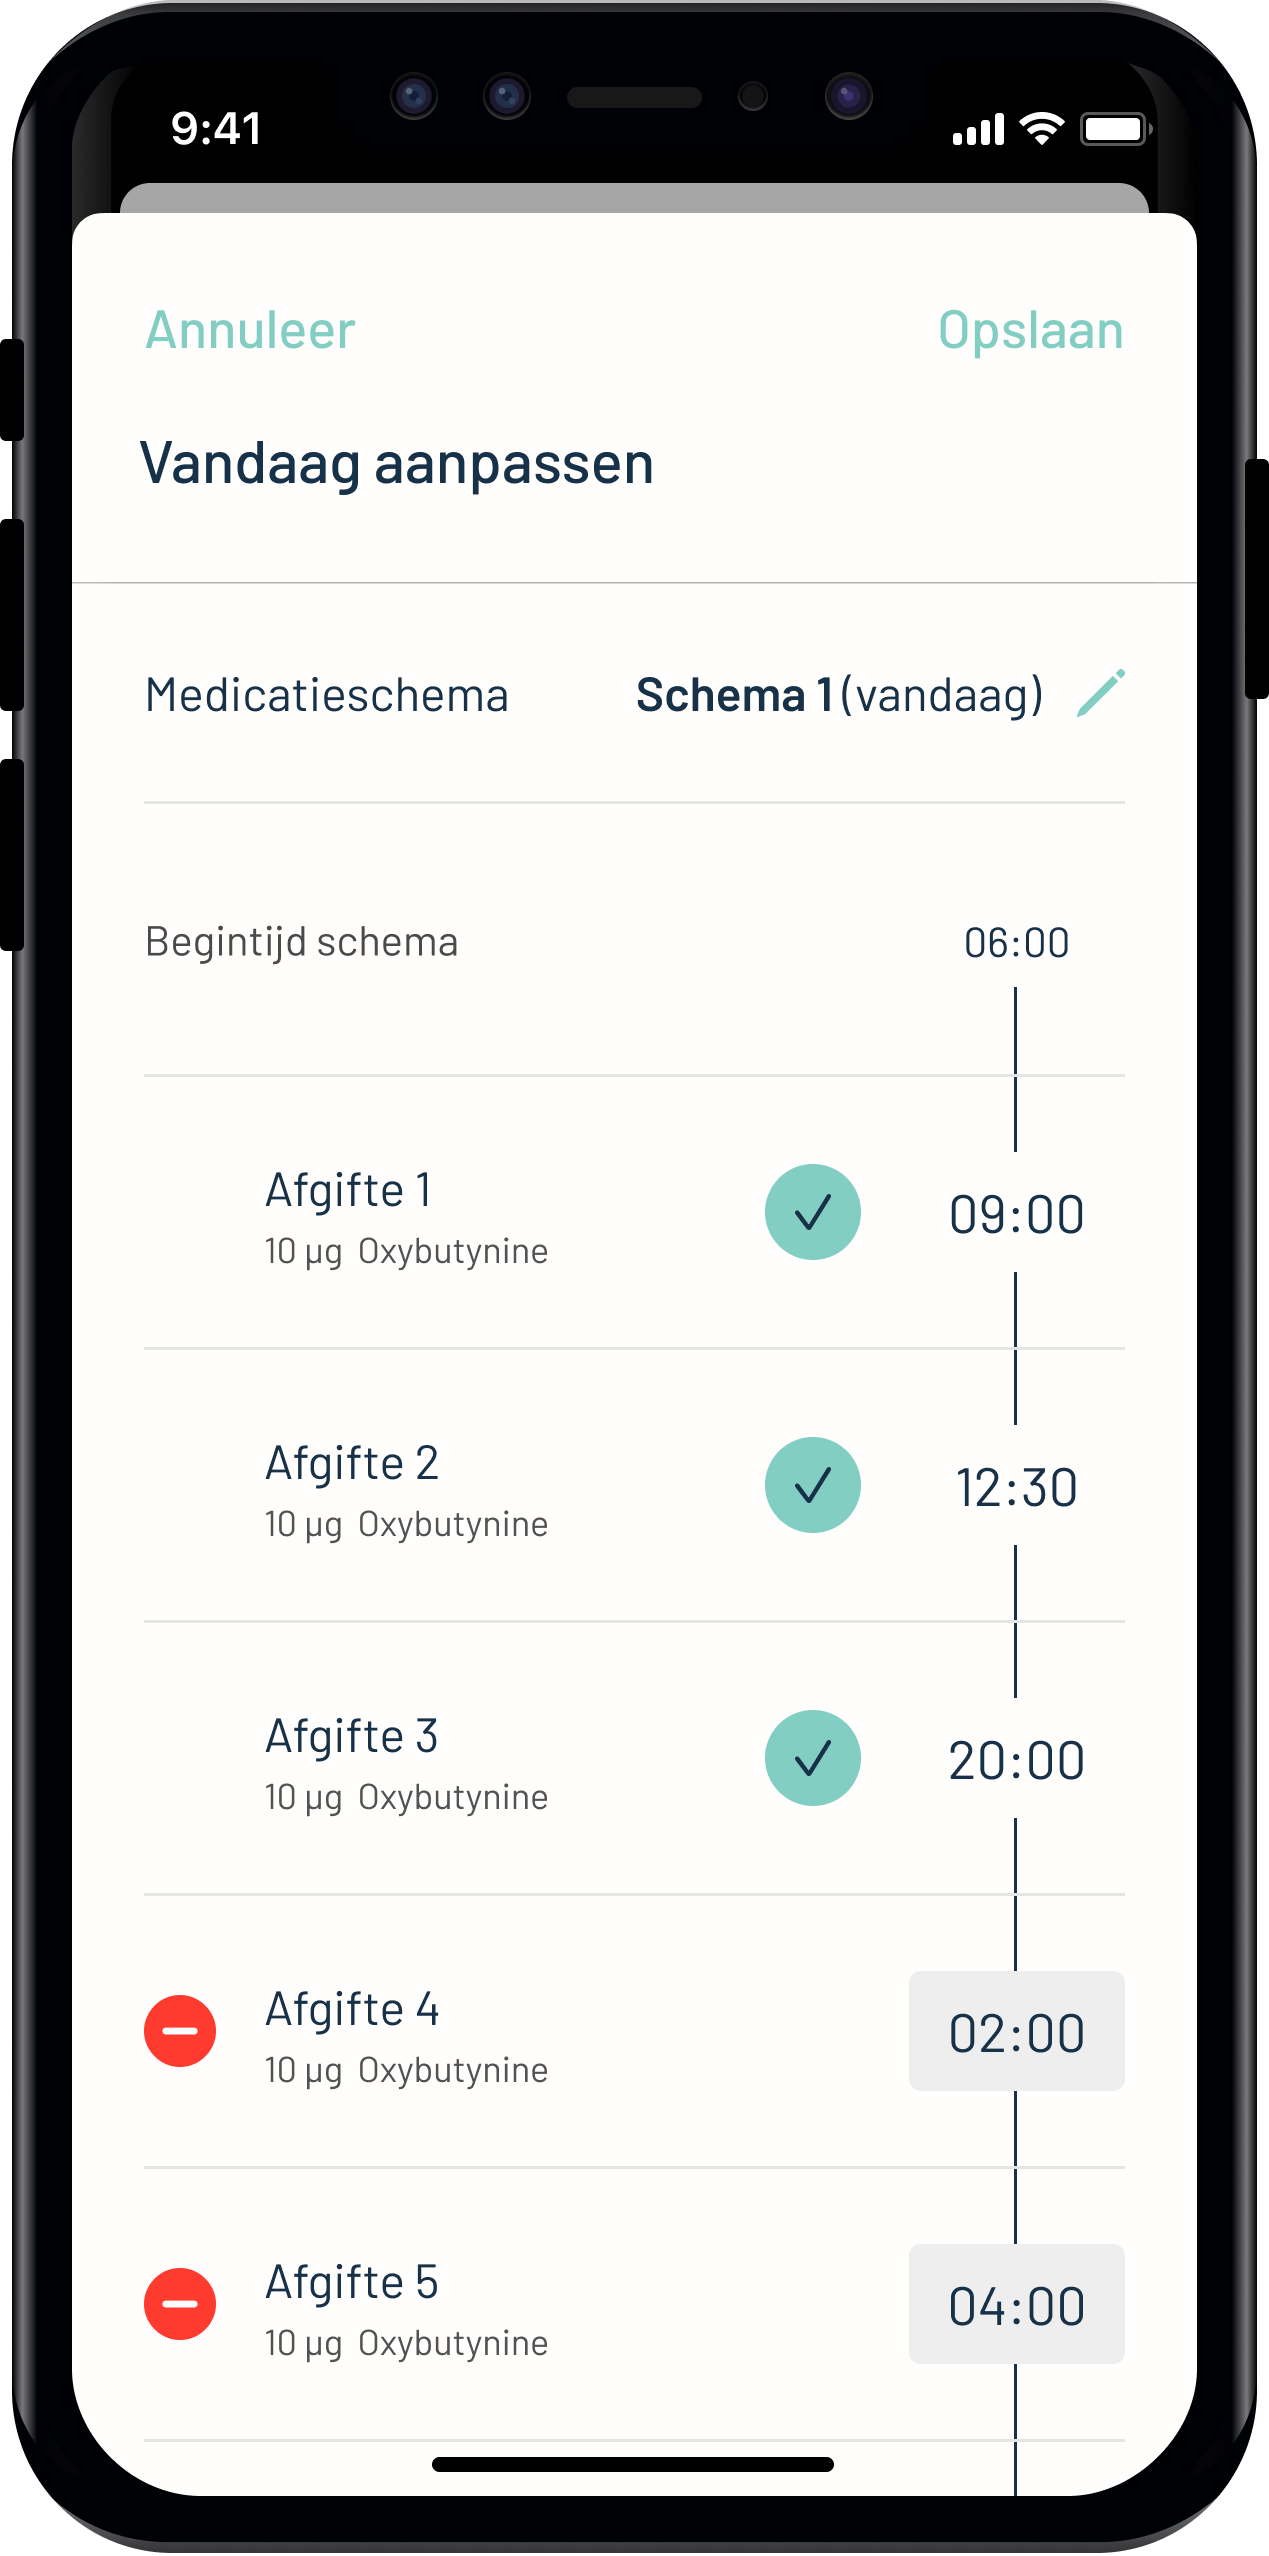 9:41
Annuleer Opslaan
Vandaag aanpassen
Medicatieschema Schema 1 (vandaag)
Begintijd schema 06:00
Afgifte 1 09:00
10 µg Oxybutynine
Afgifte 2 12:30
10 µg Oxybutynine
Afgifte 3 20:00
10 µg Oxybutynine
Afgifte 4 02:00
10 µg Oxybutynine
Afgifte 5 04:00
10 µg Oxybutynine